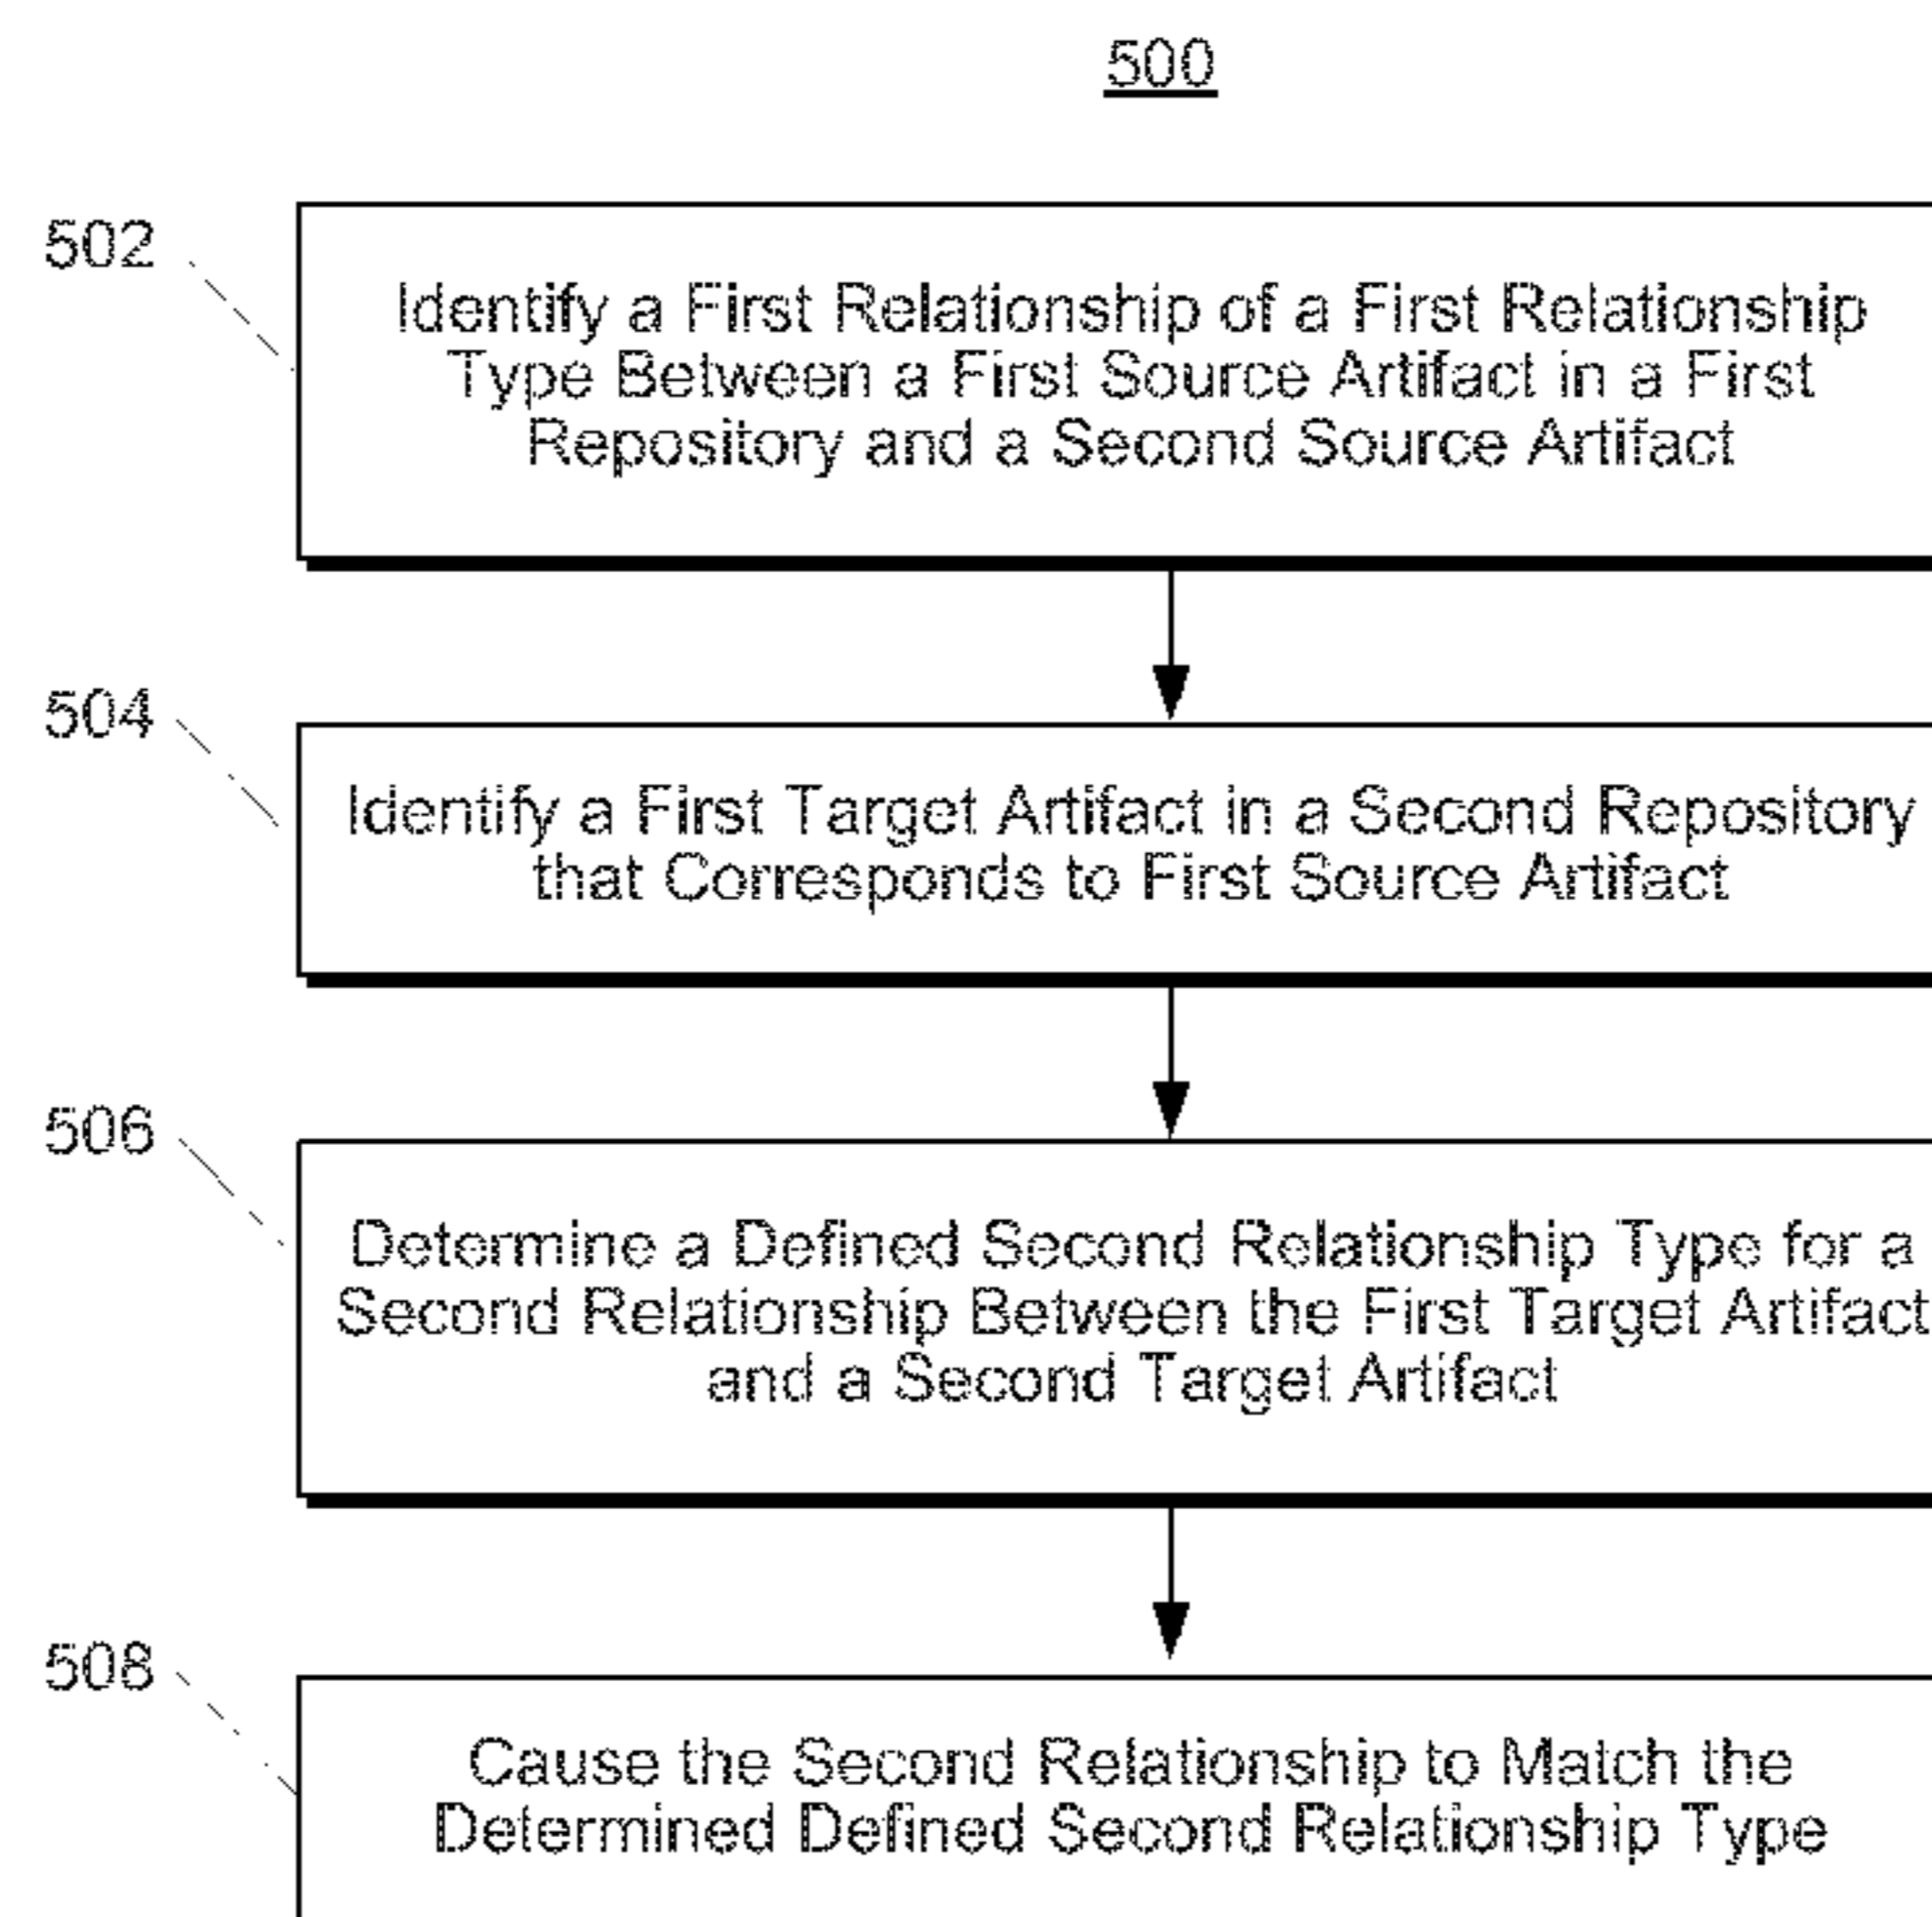 500
502
Identify a First Relationship of a First Relationship
Type Between a First Source Artifact in a First
Repository and a Second Source Artifact
504
Identify a First Target Artifact in a Second Repository
that Corresponds to First Source Artifact
506
Determine a Defined Second Relationship Type for a
Second Relationship Between the First Target Artifact
and a Second Target Artifact
508
Cause the Second Relationship to Match the
Determined Defined Second Relationship Type